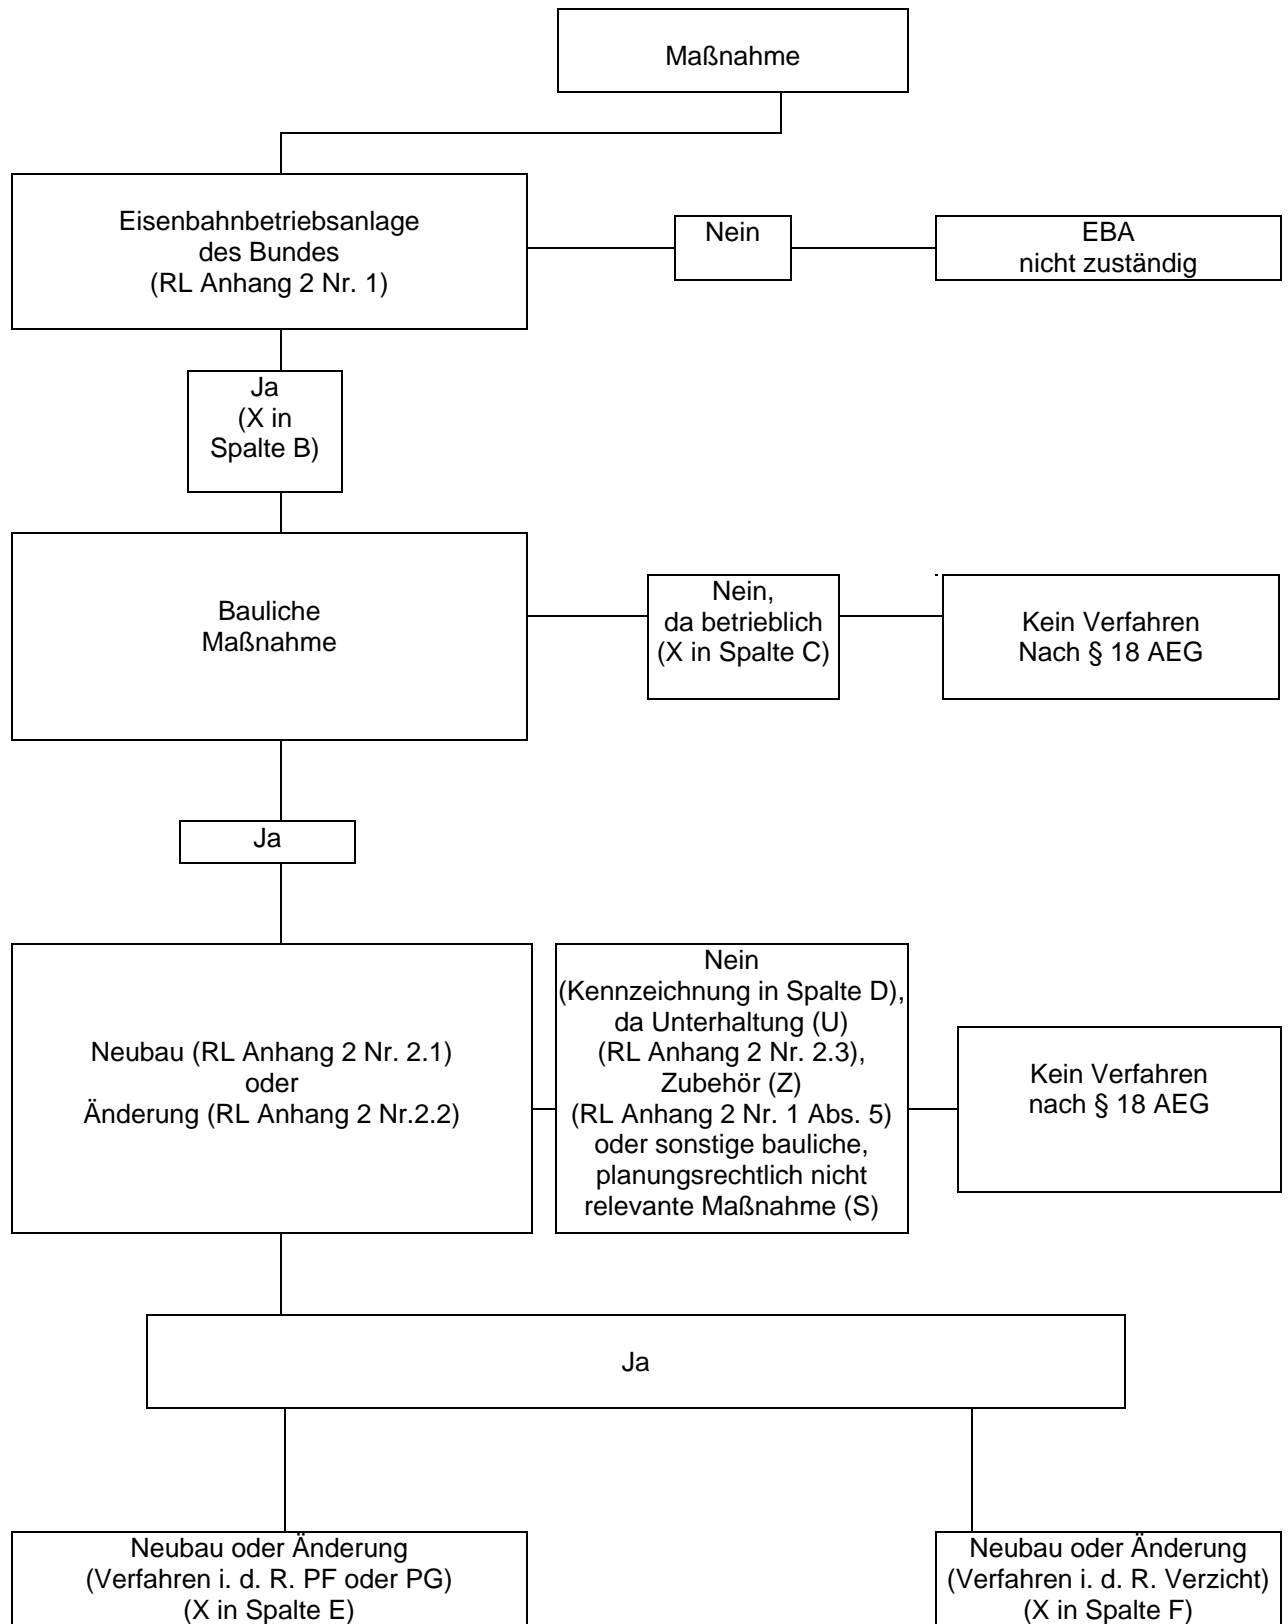 Maßnahme
Eisenbahnbetriebsanlage
des Bundes
(RL Anhang 2 Nr. 1)
Nein
EBA
nicht zuständig
Ja
(X in
Spalte B)
Bauliche
Maßnahme
Nein,
da betrieblich
(X in Spalte C)
Kein Verfahren
Nach § 18 AEG
Ja
Neubau (RL Anhang 2 Nr. 2.1)
oder
Änderung (RL Anhang 2 Nr.2.2)
Nein
(Kennzeichnung in Spalte D),
da Unterhaltung (U)
(RL Anhang 2 Nr. 2.3),
Zubehör (Z)
(RL Anhang 2 Nr. 1 Abs. 5)
oder sonstige bauliche,
planungsrechtlich nicht
relevante Maßnahme (S)
Kein Verfahren
nach § 18 AEG
Ja
Neubau oder Änderung
(Verfahren i. d. R. PF oder PG)
(X in Spalte E)
Neubau oder Änderung
(Verfahren i. d. R. Verzicht)
(X in Spalte F)